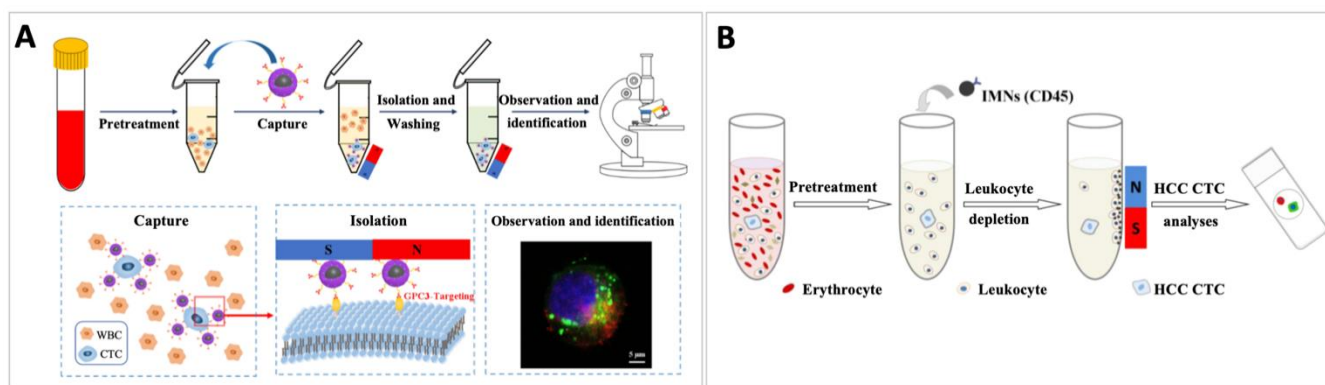 A
Pretreatment
Capture
Isolation and
Washing
Observation and
identification
Capture
WBC
CTC
Isolation
S
N
GPC3-Targeting
Observation and identification
5 μm
B
IMNs (CD45)
Pretreatment
Leukocyte
depletion
N
S
HCC CTC
analyses
Erythrocyte
Leukocyte
HCC CTC